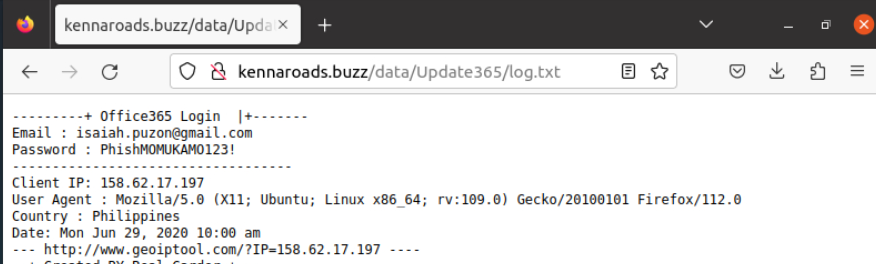 kennaroads.buzz/data/Upda
kennaroads.buzz/data/Update365/log.txt
---------+ Office365 Login  |+-------
Email : isaiah.puzon@gmail.com
Password : PhishMOMUKAMO123!
-----------------------------------
Client IP: 158.62.17.197
User Agent : Mozilla/5.0 (X11; Ubuntu; Linux x86_64; rv:109.0) Gecko/20100101 Firefox/112.0
Country : Philippines
Date: Mon Jun 29, 2020 10:00 am
--- http://www.geoiptool.com/?IP=158.62.17.197 ----